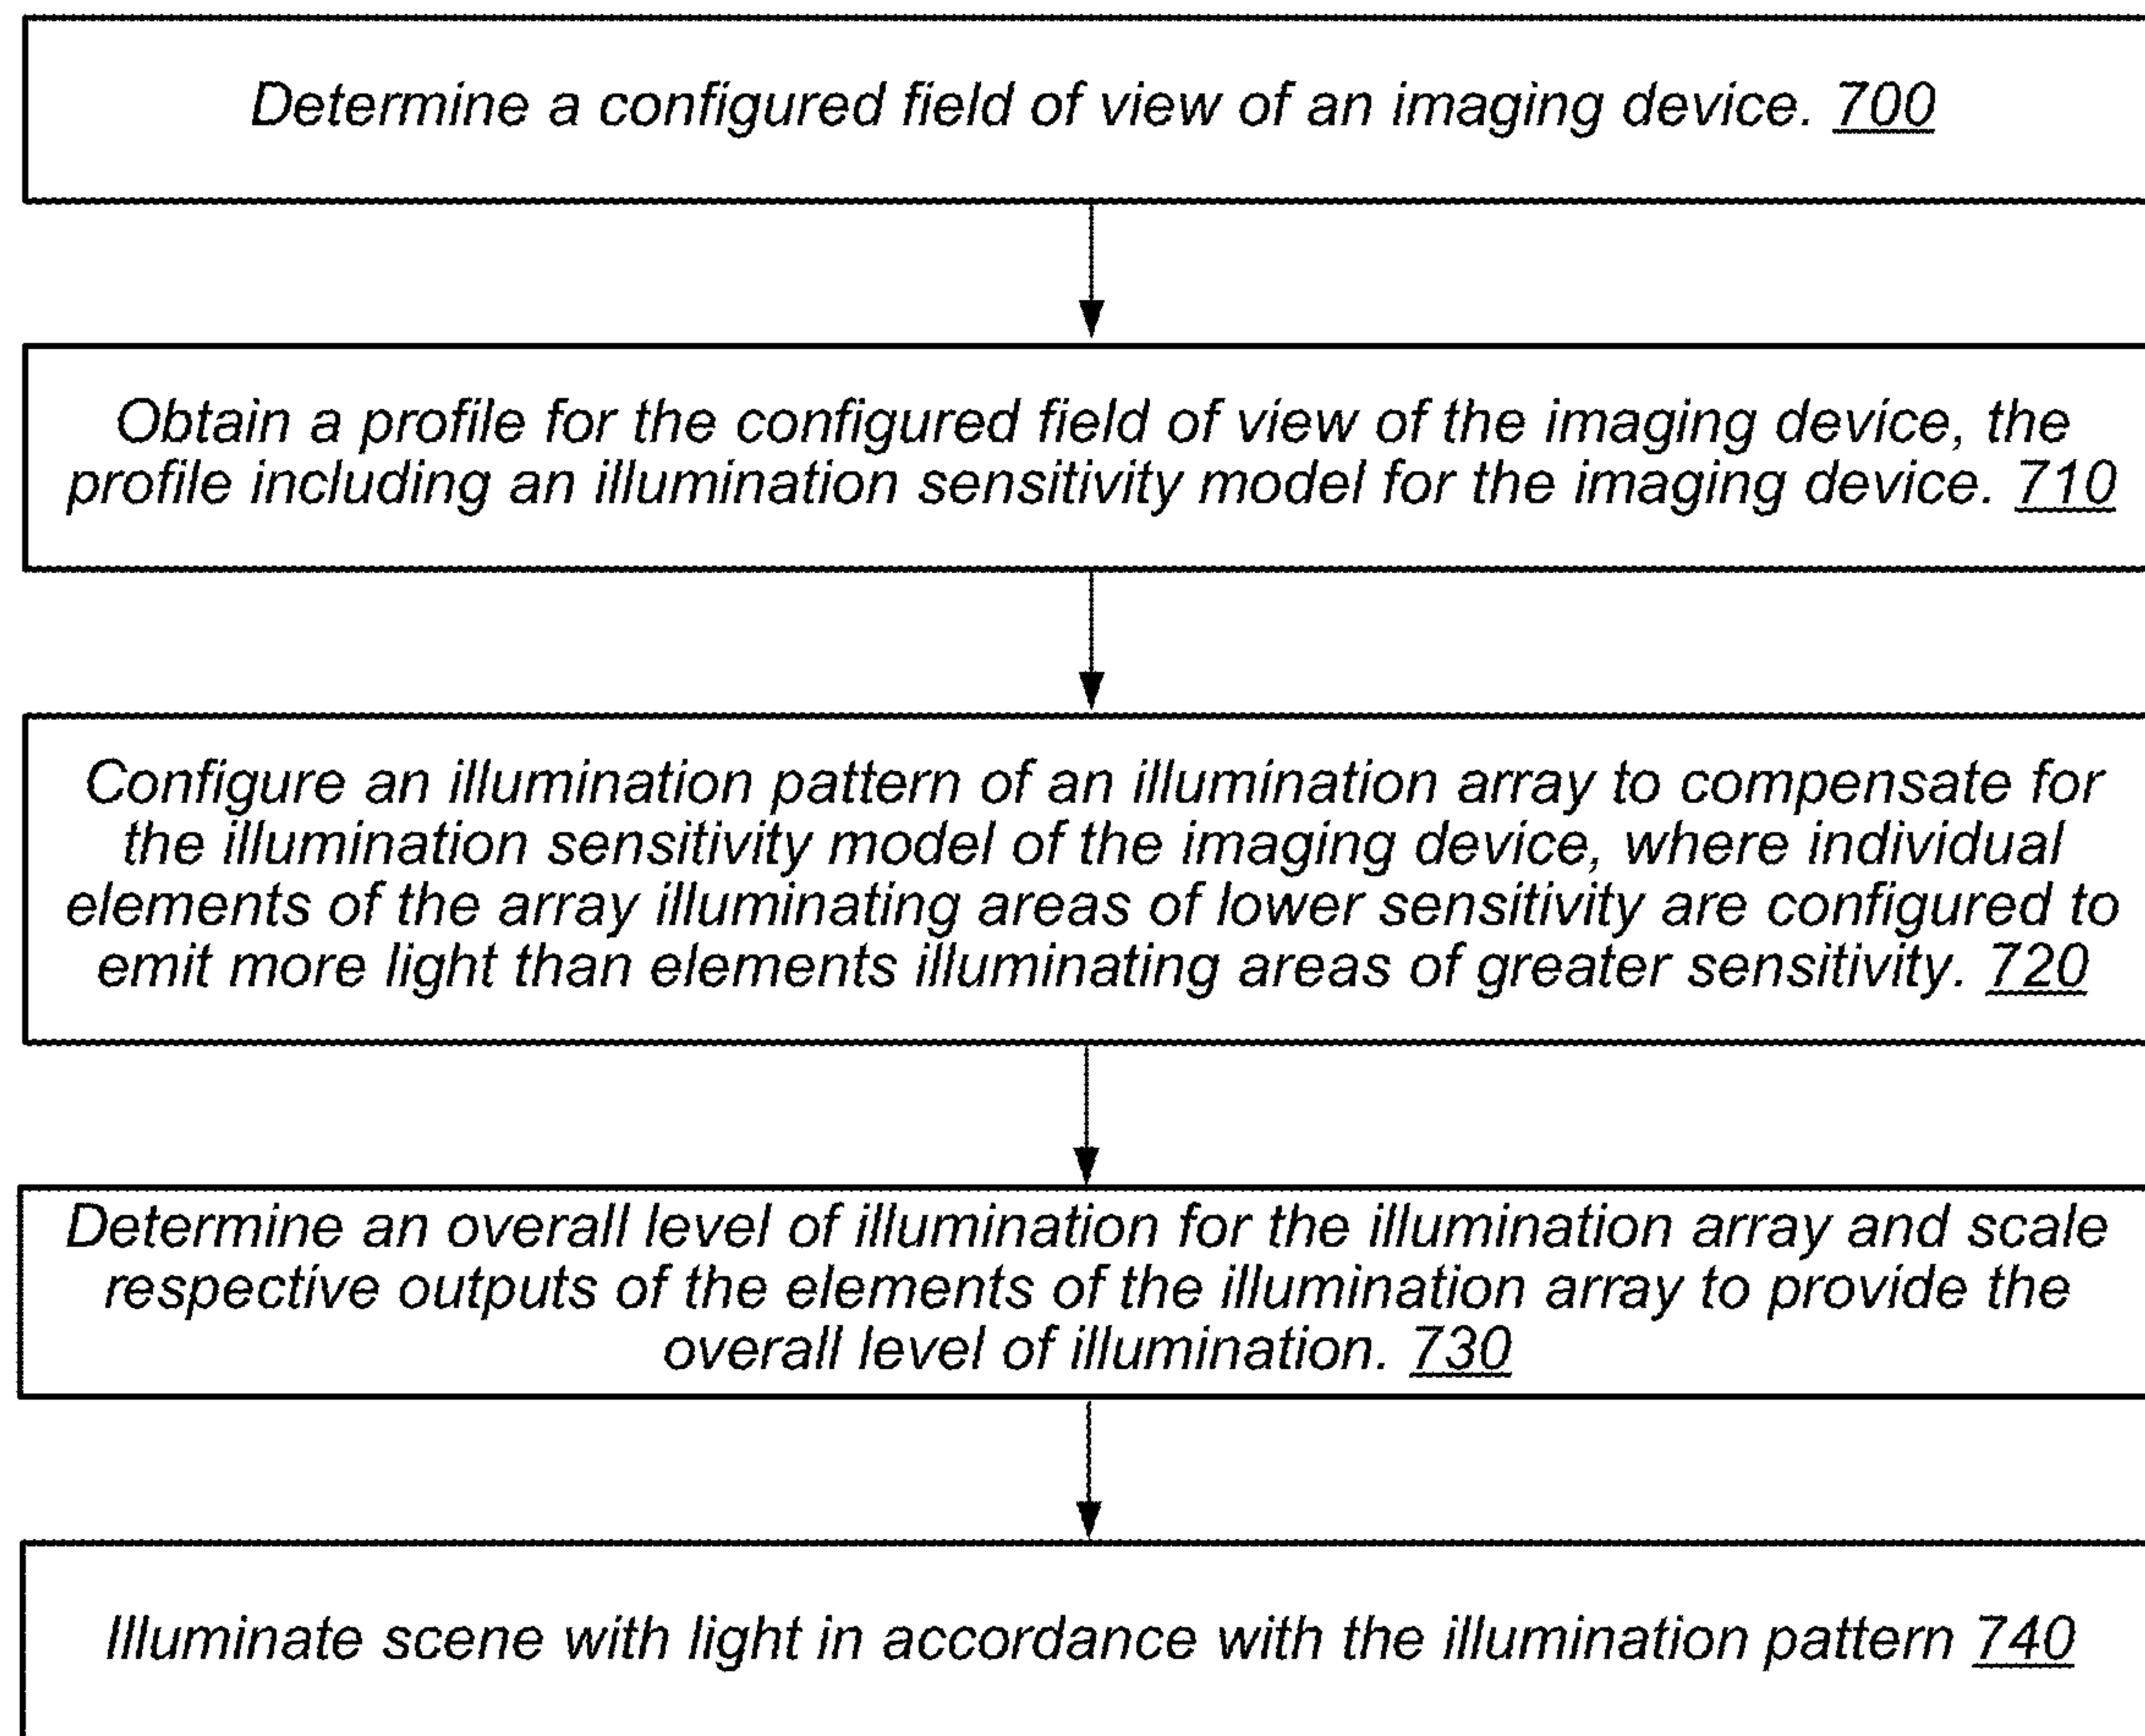 Determine a configured field of view of an imaging device. 700
Obtain a profile for the configured field of view of the imaging device, the
profile including an illumination sensitivity model for the imaging device. 710
Configure an illumination pattern of an illumination array to compensate for
the illumination sensitivity model of the imaging device, where individual
elements of the array illuminating areas of lower sensitivity are configured to
emit more light than elements illuminating areas of greater sensitivity. 720
Determine an overall level of illumination for the illumination array and scale
respective outputs of the elements of the illumination array to provide the
overall level of illumination. 730
Illuminate scene with light in accordance with the illumination pattern 740